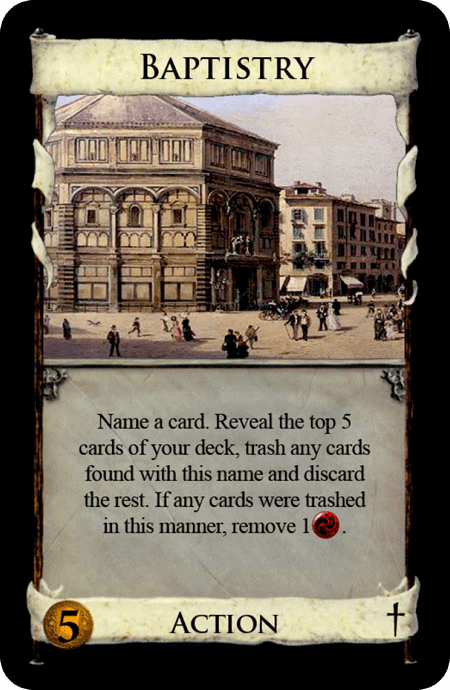 Baptistry
Name a card. Reveal the top 5
cards of your deck, trash any cards
found with this name and discard
the rest. If any cards were trashed
in this manner, remove 1 .
5 Action †